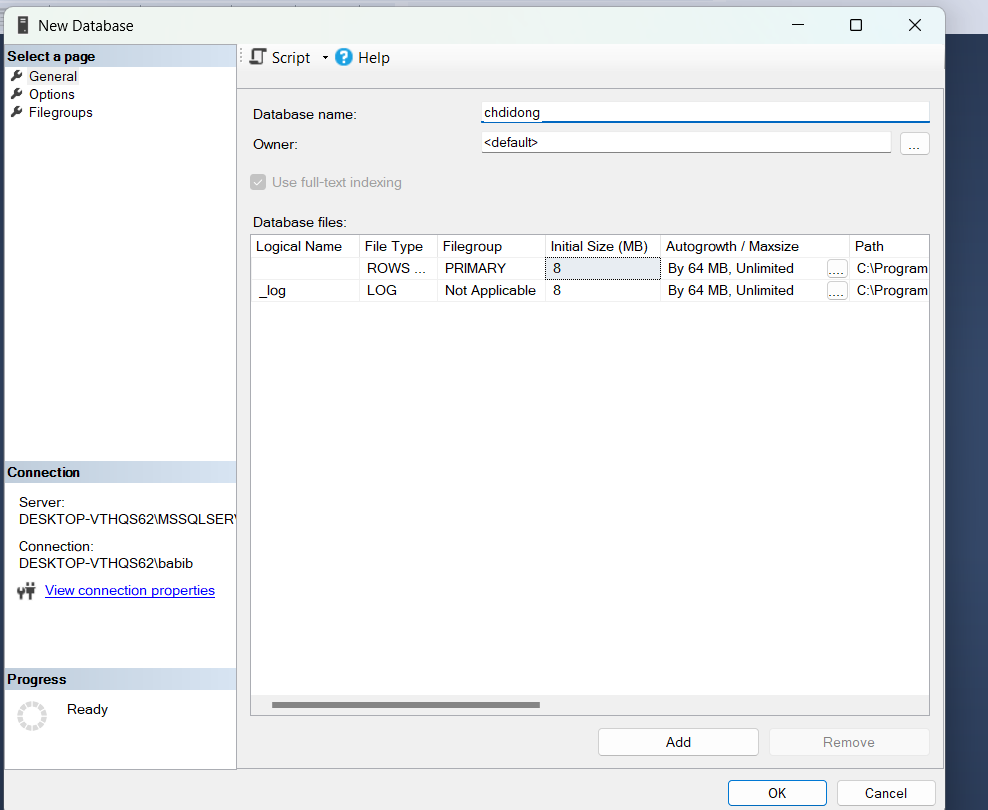 New Database
Select a page
General
Options
Filegroups
Script
Help
Database name:
chdidong
Owner:
<default>
...
Use full-text indexing
Database files:
Logical Name File Type Filegroup Initial Size (MB) Autogrowth / Maxsize Path
ROWS ... PRIMARY 8 By 64 MB, Unlimited .... C:\Program
_log LOG Not Applicable 8 By 64 MB, Unlimited .... C:\Program
Connection
Server:
DESKTOP-VTHQS62\MSSQLSER
Connection:
DESKTOP-VTHQS62\babib
View connection properties
Progress
Ready
Add
Remove
OK
Cancel